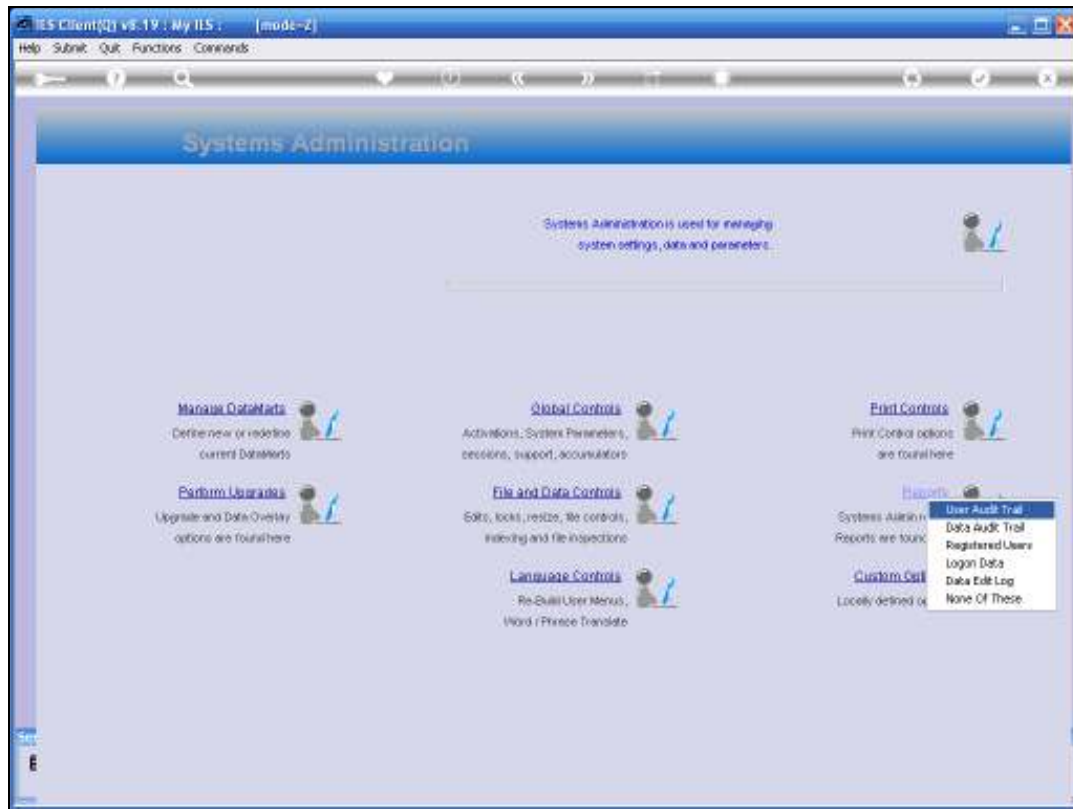 IES Client(Q) v8.19 : My IES : [mode=Z]
Help Submit Quit Functions Commands
Systems Administration
Systems Administration is used for managing
system settings, data and parameters.
Manage DataMarts
Define new or redefine
current DataMarts
Global Controls
Activations, System Parameters,
sessions, support, accumulators
Print Controls
Print Control options
are found here
Perform Upgrades
Upgrade and Data Overlay
options are found here
File and Data Controls
Edits, locks, resize, file controls,
indexing and file inspections
Reports
Systems Admin
Reports are found
User Audit Trail
Data Audit Trail
Registered Users
Logon Data
Data Edit Log
None Of These
Language Controls
Re-Build User Menus,
Word / Phrase Translate
Custom
Locally defined